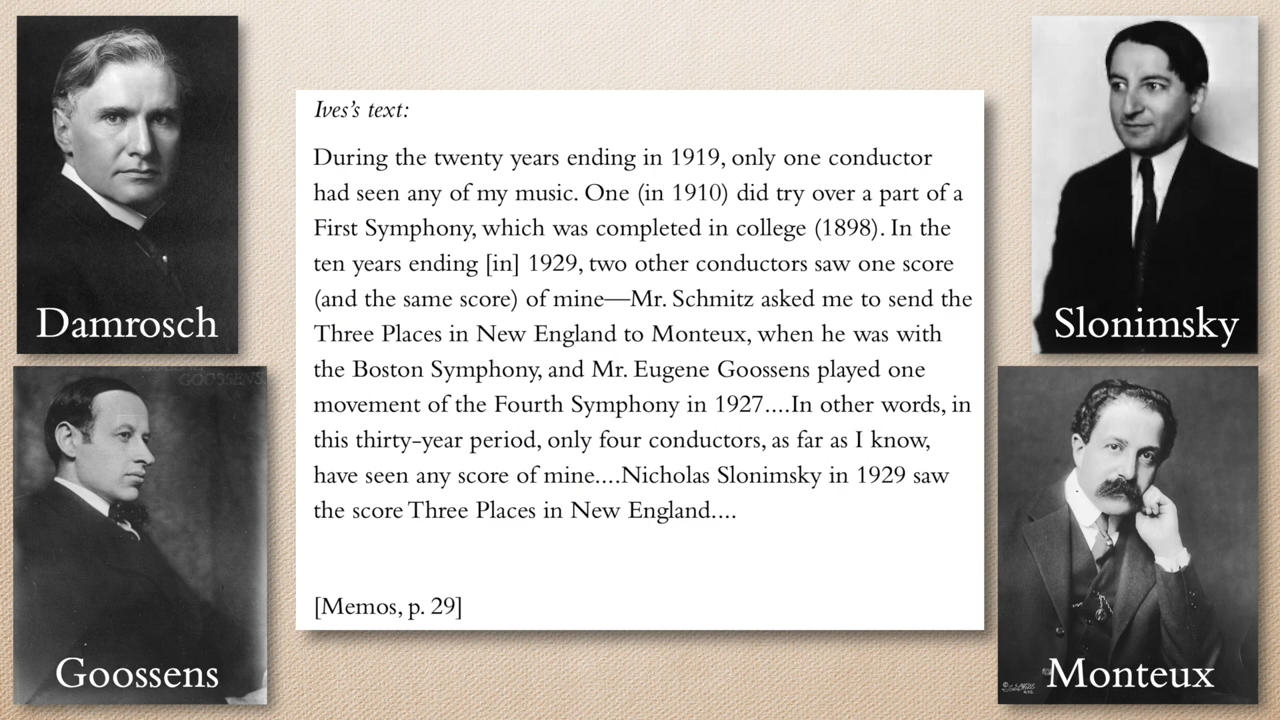 Damrosch
Slonimsky
Ives's text:
During the twenty years ending in 1919, only one conductor
had seen any of my music. One (in 1910) did try over a part of a
First Symphony, which was completed in college (1898). In the
ten years ending [in] 1929, two other conductors saw one score
(and the same score) of mine—Mr. Schmitz asked me to send the
Three Places in New England to Monteux, when he was with
the Boston Symphony, and Mr. Eugene Goossens played one
movement of the Fourth Symphony in 1927....In other words, in
this thirty-year period, only four conductors, as far as I know,
have seen any score of mine....Nicholas Slonimsky in 1929 saw
the score Three Places in New England....
[Memos, p. 29]
GOOSSENS
Goossens
Monteux